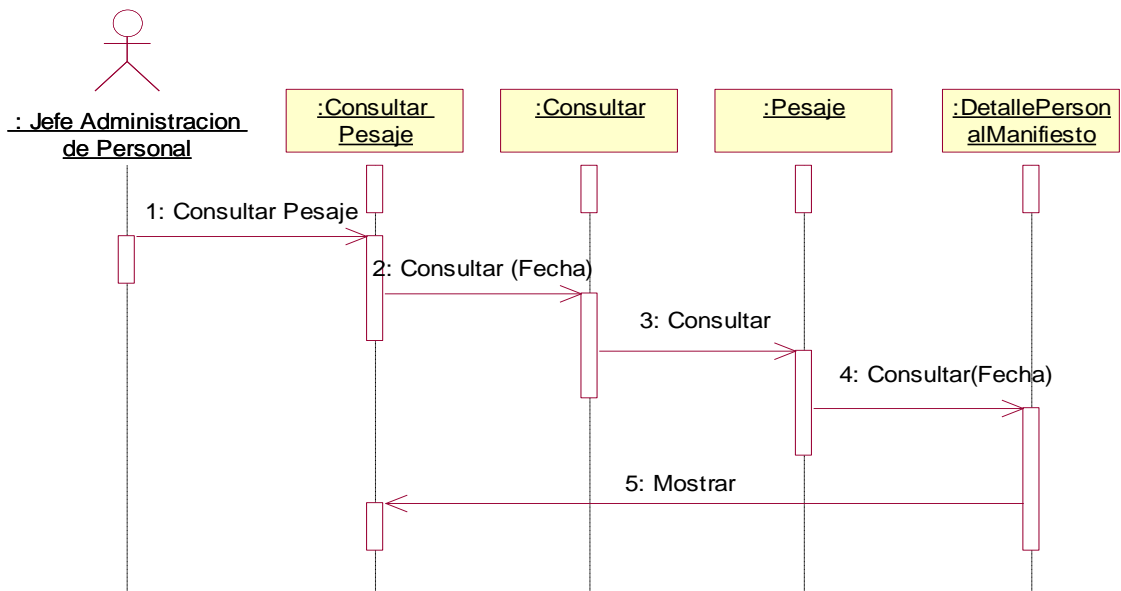 : Jefe Administracion
de Personal
:Consultar
Pesaje
:Consultar
:Pesaje
:DetallePerson
alManifiesto
1: Consultar Pesaje
2: Consultar (Fecha)
3: Consultar
4: Consultar(Fecha)
5: Mostrar